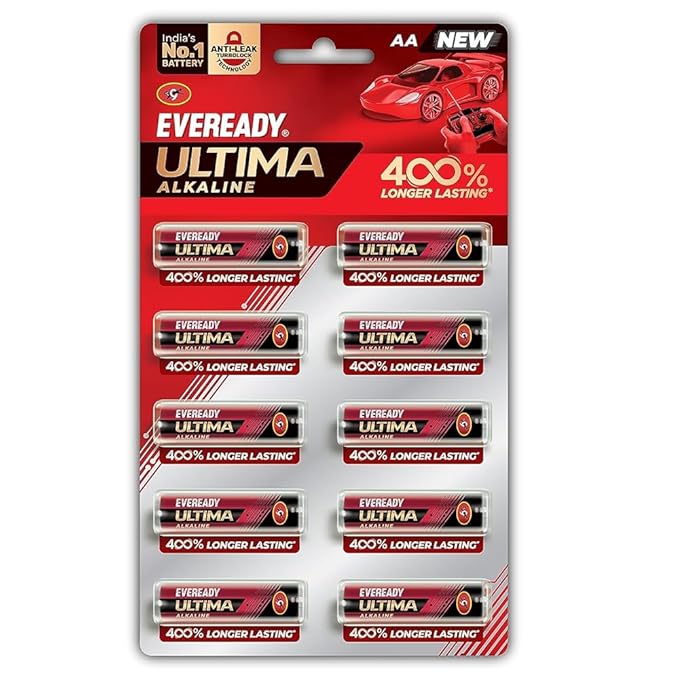 India's
No.1
BATTERY
ANTI-LEAK
TURBOLOCK
TECHNOLOGY
AA
NEW
EVEREADY®
ULTIMA
ALKALINE
400%
LONGER LASTING*
EVEREADY
ULTIMA
ALKALINE
400% LONGER LASTING*
EVEREADY
ULTIMA
ALKALINE
400% LONGER LASTING*
EVEREADY
ULTIMA
ALKALINE
400% LONGER LASTING*
EVEREADY
ULTIMA
ALKALINE
400% LONGER LASTING*
EVEREADY
ULTIMA
ALKALINE
400% LONGER LASTING*
EVEREADY
ULTIMA
ALKALINE
400% LONGER LASTING*
EVEREADY
ULTIMA
ALKALINE
400% LONGER LASTING*
EVEREADY
ULTIMA
ALKALINE
400% LONGER LASTING*
EVEREADY
ULTIMA
ALKALINE
400% LONGER LASTING*
EVEREADY
ULTIMA
ALKALINE
400% LONGER LASTING*